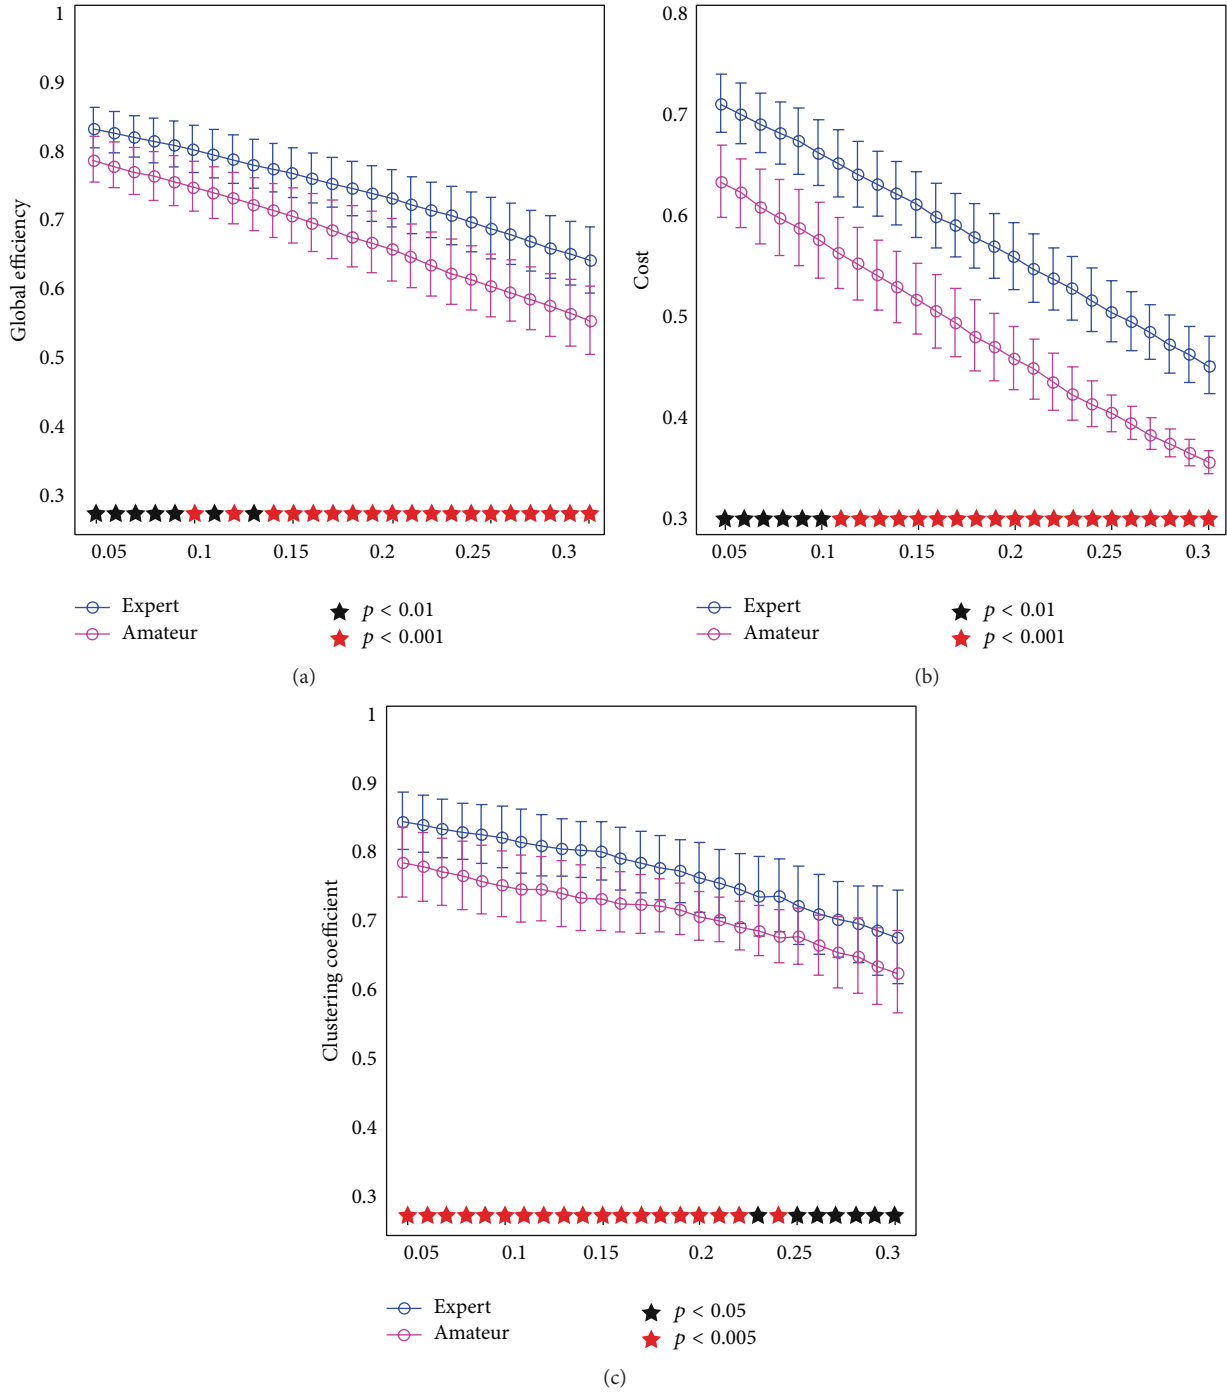 1
0.9
0.8
0.7
0.6
0.5
0.4
0.3
Global efficiency
0.05 0.1 0.15 0.2 0.25 0.3
Expert
Amateur
p < 0.01
p < 0.001
(a)
0.8
0.7
0.6
0.5
0.4
0.3
Cost
0.05 0.1 0.15 0.2 0.25 0.3
Expert
Amateur
p < 0.01
p < 0.001
(b)
1
0.9
0.8
0.7
0.6
0.5
0.4
0.3
Clustering coefficient
0.05 0.1 0.15 0.2 0.25 0.3
Expert
Amateur
p < 0.05
p < 0.005
(c)